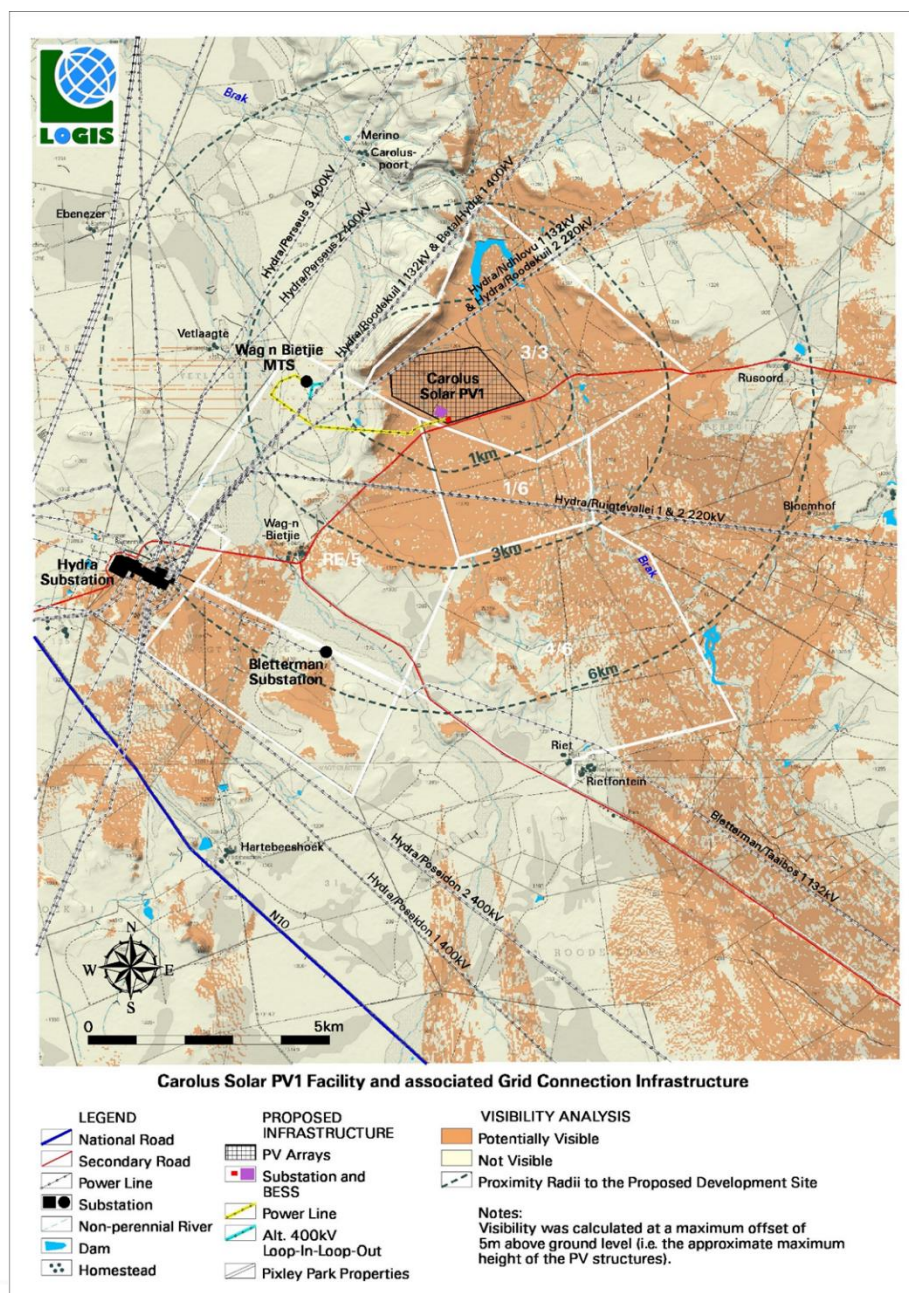 LOGIS
Brak
Merino
Carolus-
poort
Ebenezer
Hydra/Perseus 3 400kV
Hydra/Perseus 2 400kV
Hydra/Roodekuil 1 132kV & Beta/Hydra 1 400kV
Hydra/Ndhlovu 1 132kV
& Hydra/Roodekuil 2 220kV
Vetlaagte
Wag n Bietjie
MTS
3/3
Carolus
Solar PV1
Rusoord
1km
1/6
Hydra/Ruigtevallei 1 & 2 220kV
Bloemhof
Wag-n
Bietjie
RE/5
3km
Brak
Hydra
Substation
4/6
Bletterman
Substation
6km
Riet
Rietfontein
Bletterman/Taaibos 1 132kV
Hartebeeshoek
Hydra/Poseidon 2 400kV
Hydra/Poseidon 1 400kV
N10
N
W E
S
0 5km
Carolus Solar PV1 Facility and associated Grid Connection Infrastructure
LEGEND
National Road
Secondary Road
Power Line
Substation
Non-perennial River
Dam
Homestead
PROPOSED
INFRASTRUCTURE
PV Arrays
Substation and
BESS
Power Line
Alt. 400kV
Loop-In-Loop-Out
Pixley Park Properties
VISIBILITY ANALYSIS
Potentially Visible
Not Visible
Proximity Radii to the Proposed Development Site
Notes:
Visibility was calculated at a maximum offset of
5m above ground level (i.e. the approximate maximum
height of the PV structures).